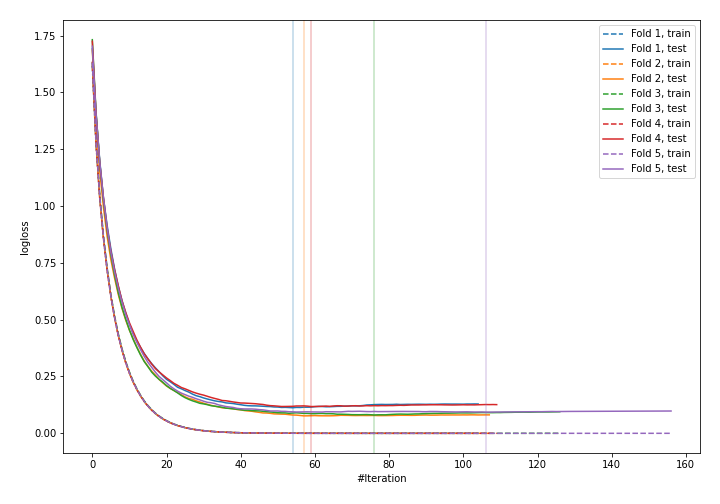 1.75
1.50
1.25
1.00
0.75
0.50
0.25
0.00
logloss
0 20 40 60 80 100 120 140 160
#Iteration
Fold 1, train
Fold 1, test
Fold 2, train
Fold 2, test
Fold 3, train
Fold 3, test
Fold 4, train
Fold 4, test
Fold 5, train
Fold 5, test